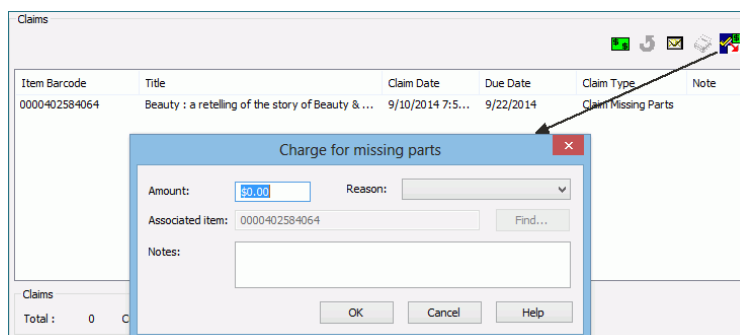 Claims
Item Barcode Title Claim Date Due Date Claim Type Note
0000402584064 Beauty : a retelling of the story of Beauty & ... 9/10/2014 7:5... 9/22/2014 Claim Missing Parts
Charge for missing parts
Amount: $0.00 Reason:
Associated item: 0000402584064 Find...
Notes:
OK Cancel Help
Claims
Total : 0 C